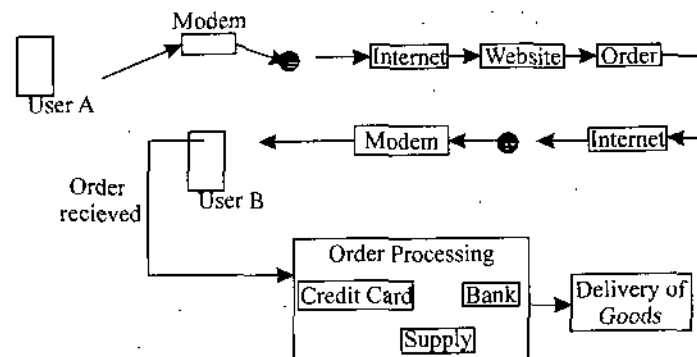 Modem
Internet
Website
Order
User A
Modem
Internet
Order
recieved
User B
Order Processing
Credit Card
Bank
Supply
Delivery of
Goods